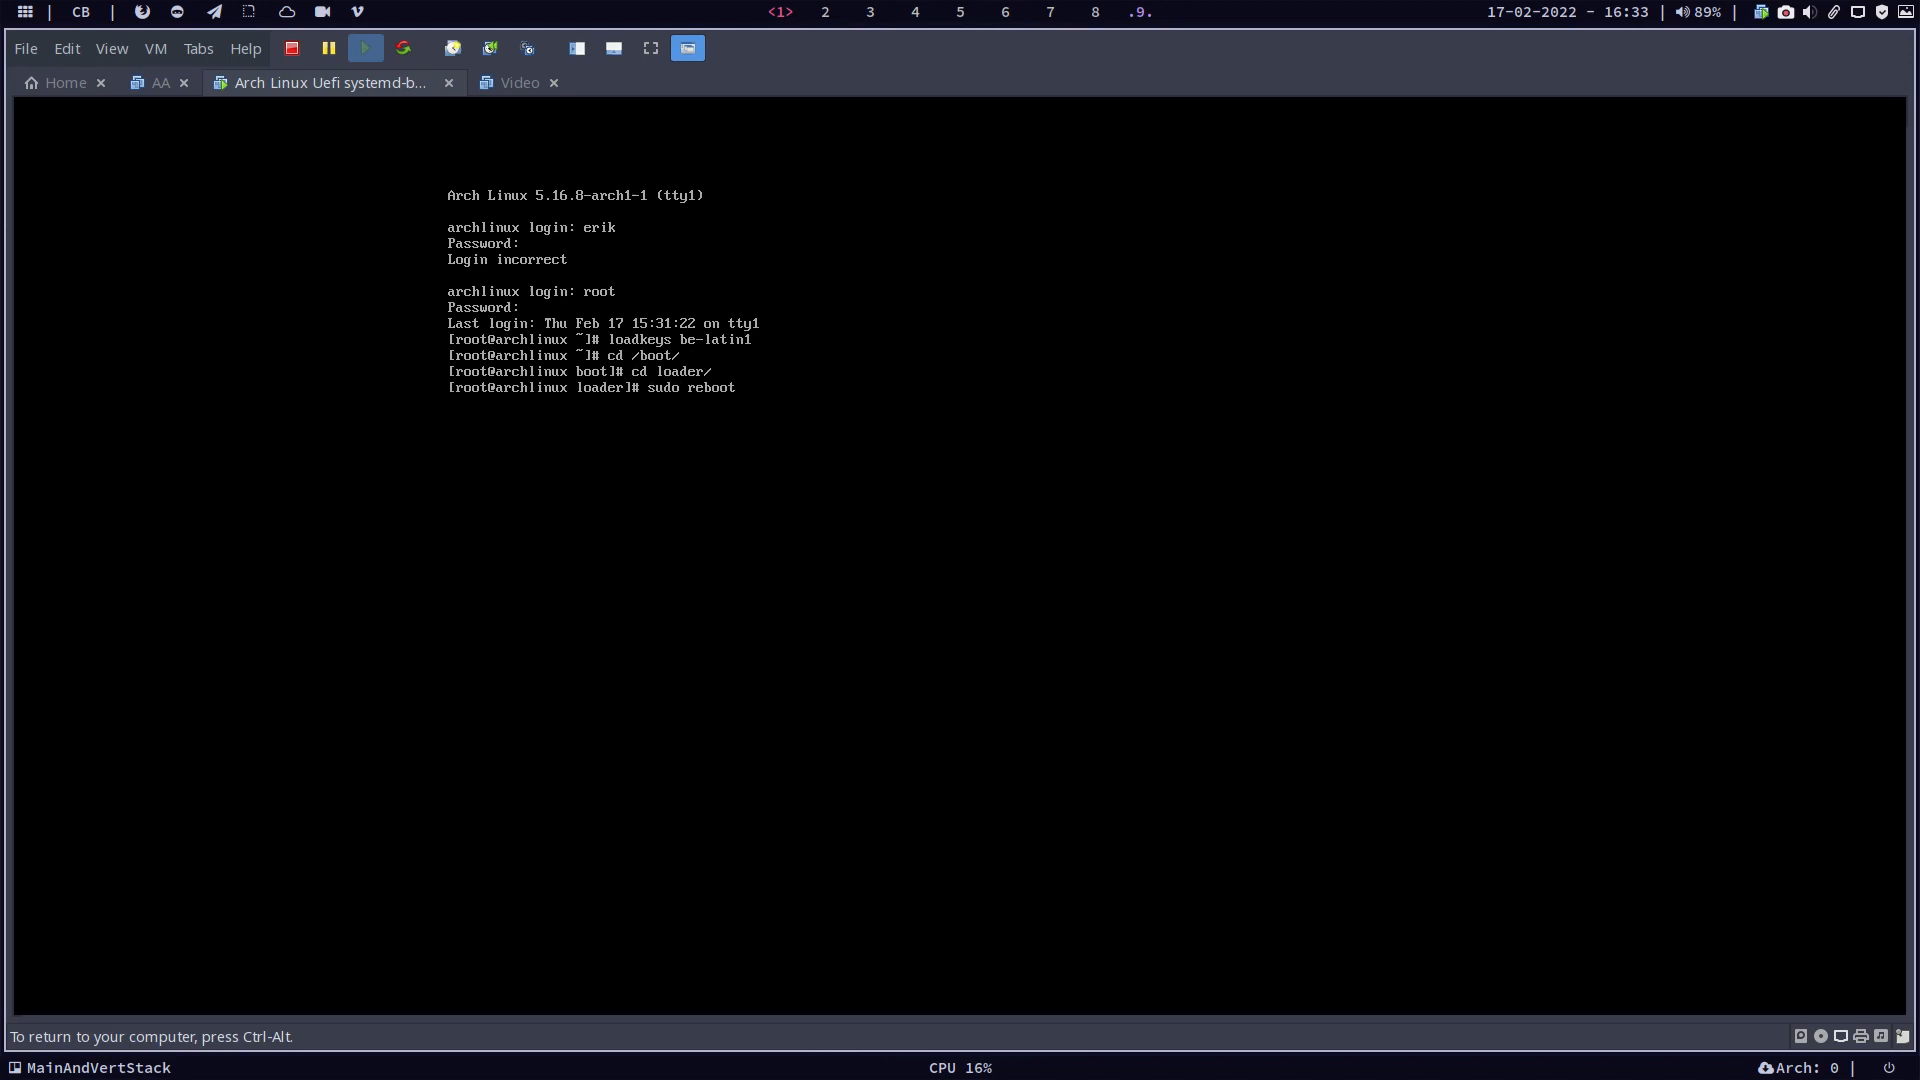 | CB | <1> 2 3 4 5 6 7 8 .9. 17-02-2022 - 16:33 | 89% |
File Edit View VM Tabs Help
Home AA Arch Linux Uefi systemd-b... Video
Arch Linux 5.16.8-arch1-1 (tty1)
archlinux login: erik
Password:
Login incorrect
archlinux login: root
Password:
Last login: Thu Feb 17 15:31:22 on tty1
[root@archlinux ~]# loadkeys be-latin1
[root@archlinux ~]# cd /boot/
[root@archlinux boot]# cd loader/
[root@archlinux loader]# sudo reboot
To return to your computer, press Ctrl-Alt.
MainAndVertStack CPU 16% Arch: 0 |